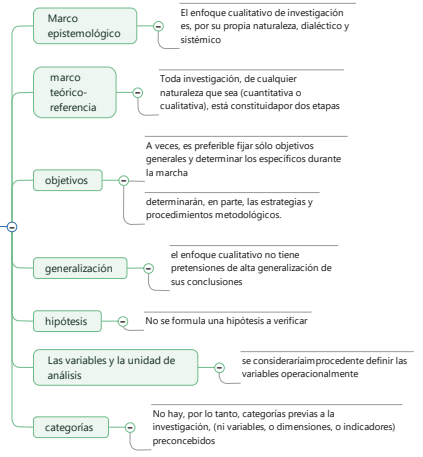 Marco
epistemológico
El enfoque cualitativo de investigación
es, por su propia naturaleza, dialéctico y
sistémico
marco
teórico-
referencia
Toda investigación, de cualquier
naturaleza que sea (cuantitativa o
cualitativa), está constituidapor dos etapas
objetivos
A veces, es preferible fijar sólo objetivos
generales y determinar los específicos durante
la marcha
determinarán, en parte, las estrategias y
procedimientos metodológicos.
generalización
el enfoque cualitativo no tiene
pretensiones de alta generalización de
sus conclusiones
hipótesis
No se formula una hipótesis a verificar
Las variables y la unidad de
análisis
se consideraríaimprocedente definir las
variables operacionalmente
categorías
No hay, por lo tanto, categorías previas a la
investigación, (ni variables, o dimensiones, o indicadores)
preconcebidos